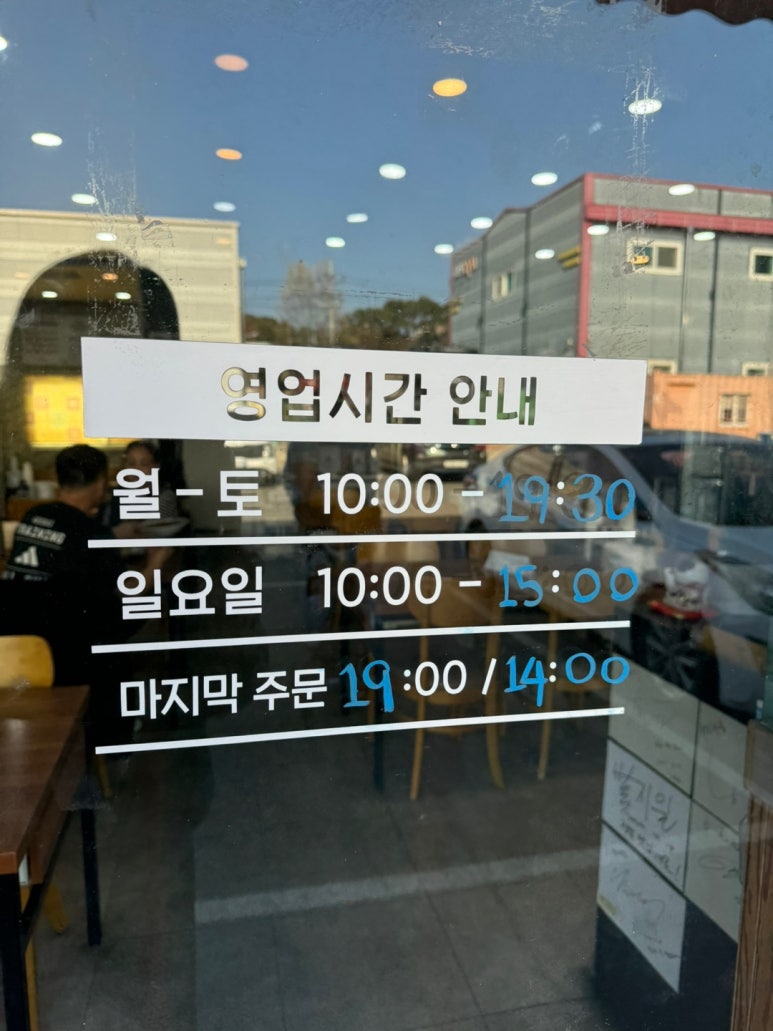 영업시간 안내
월 - 토 10:00 - 19:30
일요일 10:00 - 15:00
마지막 주문 19:00 / 14:00